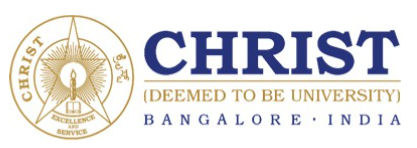 CHRIST
ಕ್ರೈಸ್ಟ್
EXCELLENCE
AND
SERVICE
CHRIST
(DEEMED TO BE UNIVERSITY)
BANGALORE · INDIA